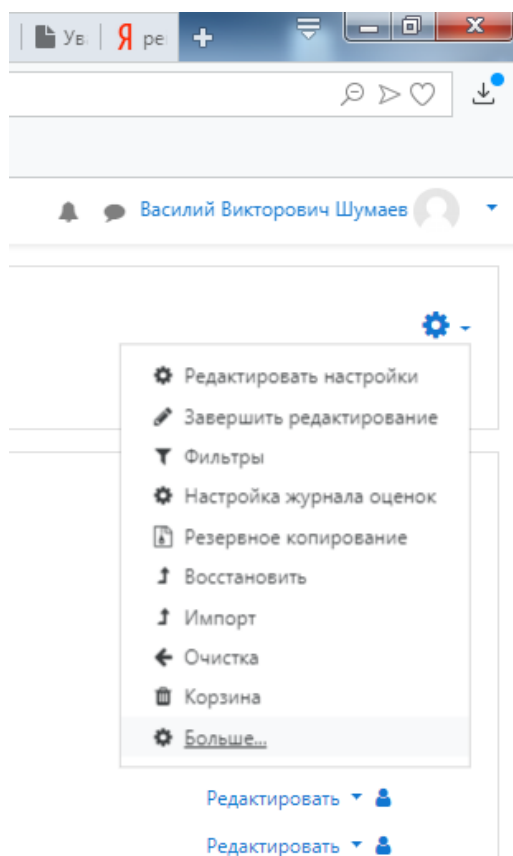 Ув
Я ре
Василий Викторович Шумаев
Редактировать настройки
Завершить редактирование
Фильтры
Настройка журнала оценок
Резервное копирование
Восстановить
Импорт
Очистка
Корзина
Больше...
Редактировать
Редактировать